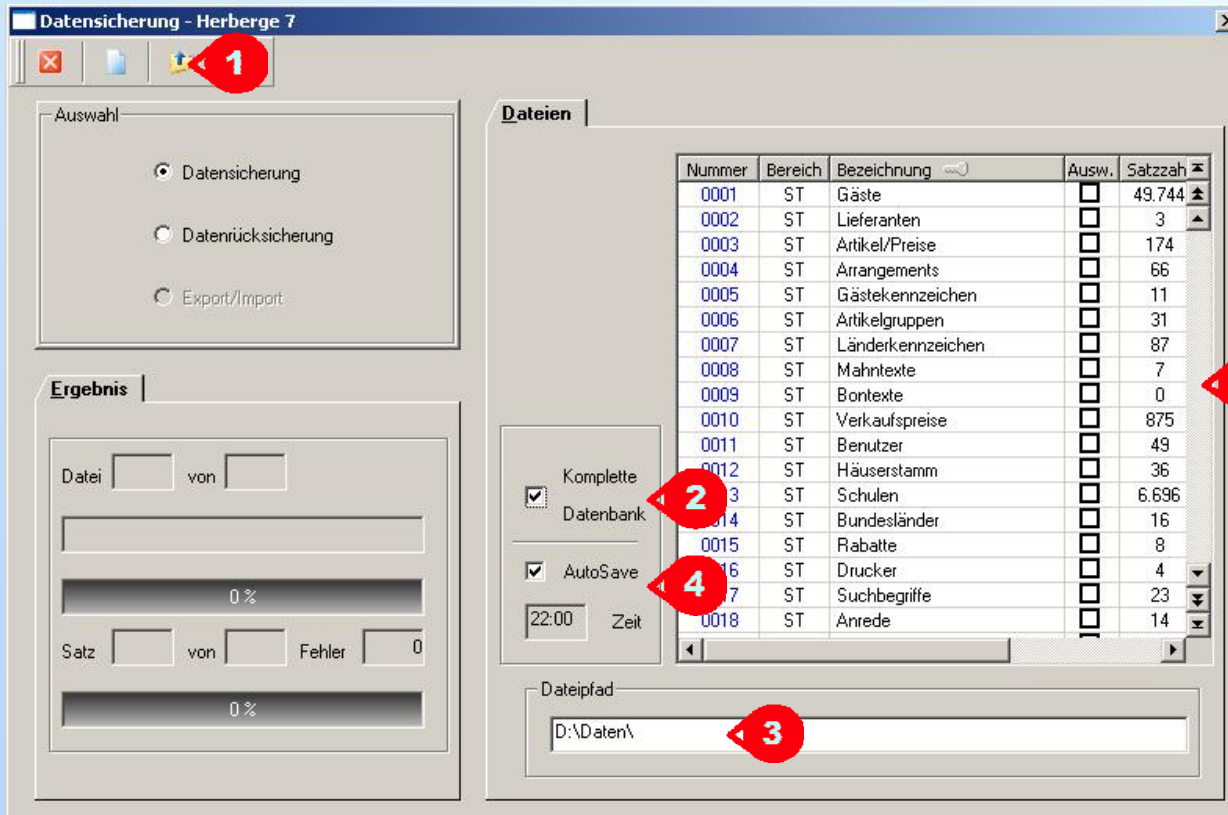 Datensicherung - Herberge 7
1
Auswahl
Datensicherung
Datenrücksicherung
Export/Import
Ergebnis
Datei von
0 %
Satz von Fehler 0
0 %
Dateien
Nummer Bereich Bezeichnung Ausw. Satzzah
0001 ST Gäste 49.744
0002 ST Lieferanten 3
0003 ST Artikel/Preise 174
0004 ST Arrangements 66
0005 ST Gästekennzeichen 11
0006 ST Artikelgruppen 31
0007 ST Länderkennzeichen 87
0008 ST Mahntexte 7
0009 ST Bontexte 0
0010 ST Verkaufspreise 875
0011 ST Benutzer 49
0012 ST Häuserstamm 36
3 ST Schulen 6.696
014 ST Bundesländer 16
0015 ST Rabatte 8
16 ST Drucker 4
7 ST Suchbegriffe 23
0018 ST Anrede 14
Komplette
Datenbank
2
AutoSave
4
22:00 Zeit
Dateipfad
D:\Daten\
3